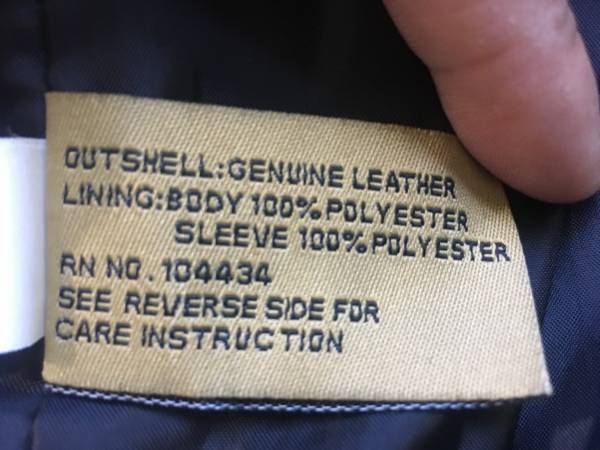 OUTSHELL:GENUINE LEATHER
LINING:BODY 100% POLYESTER
SLEEVE 100% POLYESTER
RN NO. 104434
SEE REVERSE SIDE FOR
CARE INSTRUCTION